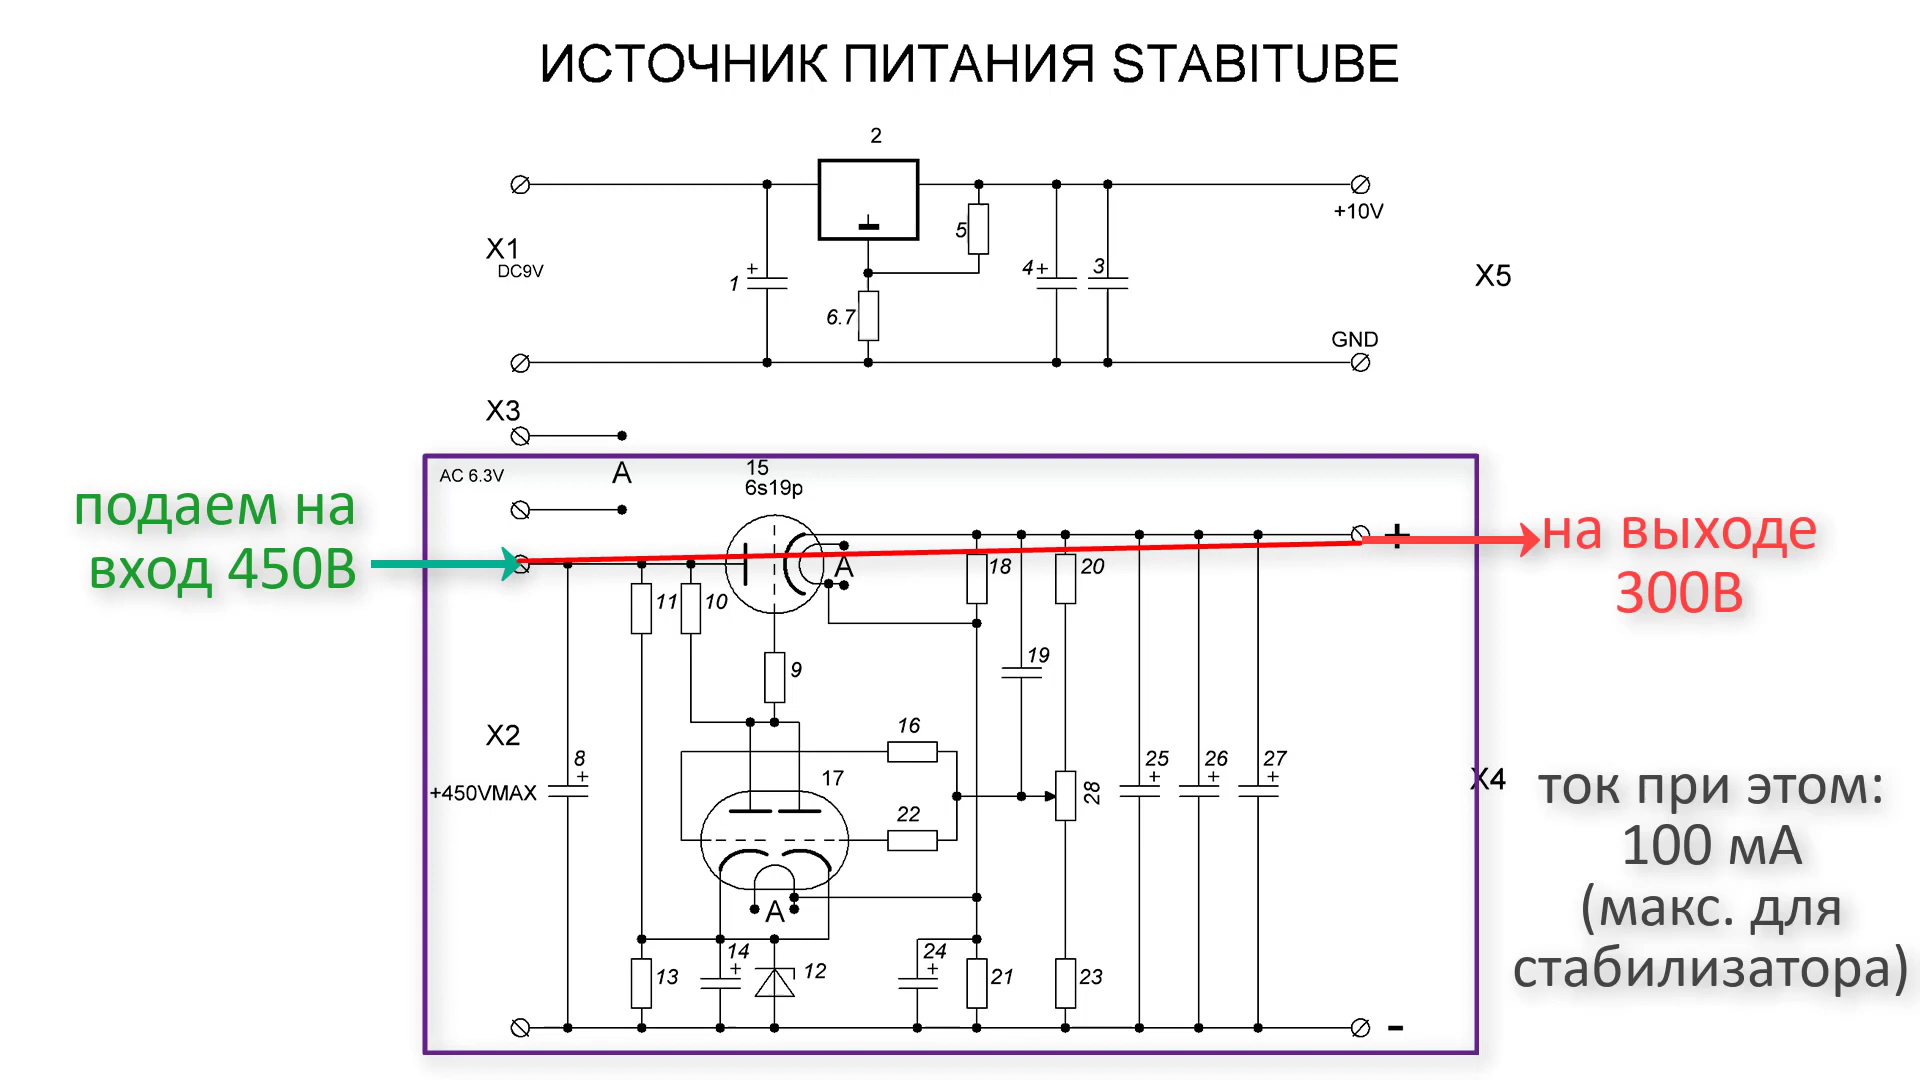 ИСТОЧНИК ПИТАНИЯ STABITUBE
2
+10V
5
X1
DC9V
1
+
4+
3
X5
6.7
GND
X3
AC 6.3V
A
15
6s19p
подаем на
вход 450В
+
на выходе
300В
A
18
20
11
10
9
19
X2
+450VMAX
8
+
16
17
22
28
25
+
26
+
27
+
X4
ток при этом:
100 мА
(макс. для
стабилизатора)
A
13
14
+
12
24
+
21
23
-